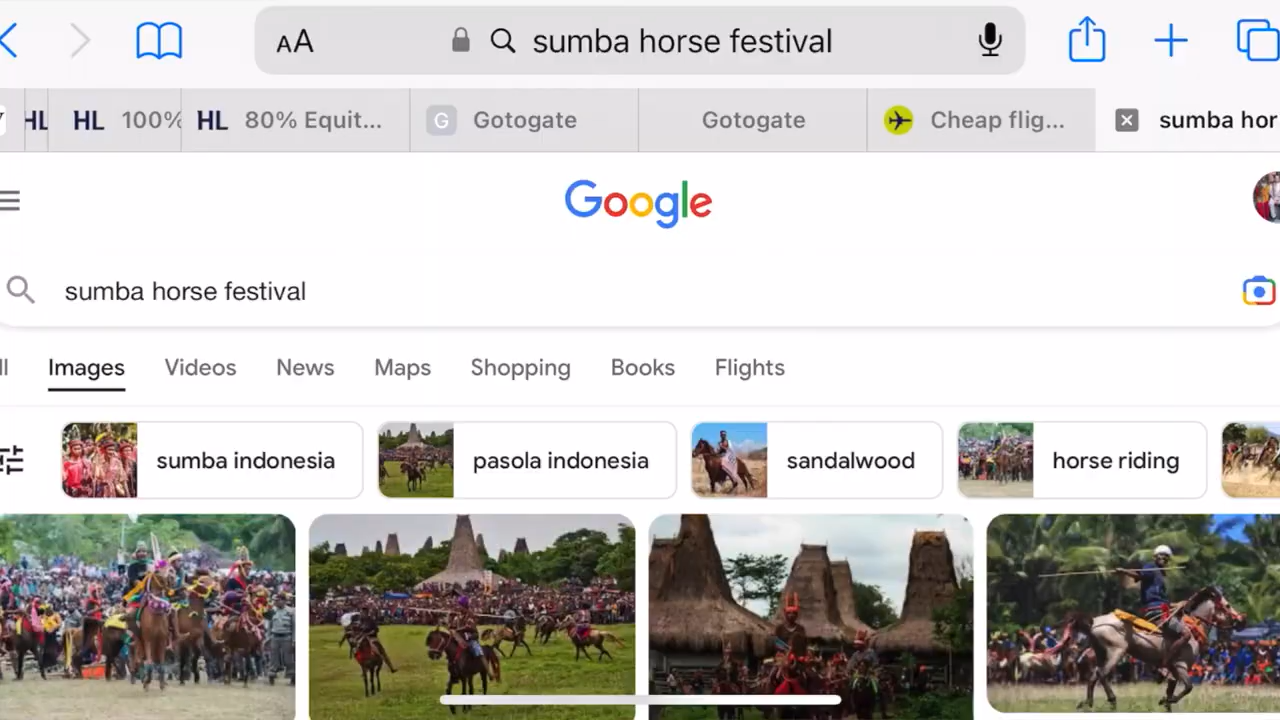 AA sumba horse festival
HL HL 100% HL 80% Equit... G Gotogate Gotogate Cheap flig... sumba hor
Google
sumba horse festival
Images Videos News Maps Shopping Books Flights
sumba indonesia pasola indonesia sandalwood horse riding